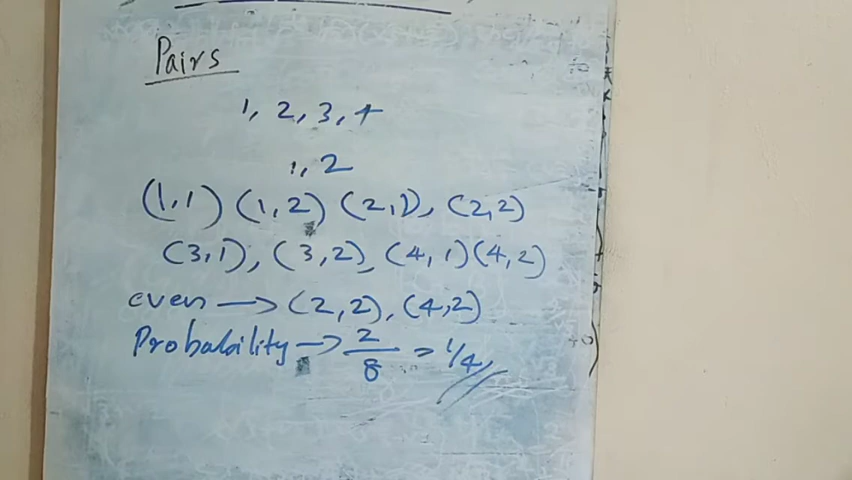 Pairs
1, 2, 3, 4
1, 2
(1,1) (1,2) (2,1), (2,2)
(3,1), (3,2), (4,1) (4,2)
even → (2,2), (4,2)
Probability → 2/8 = 1/4